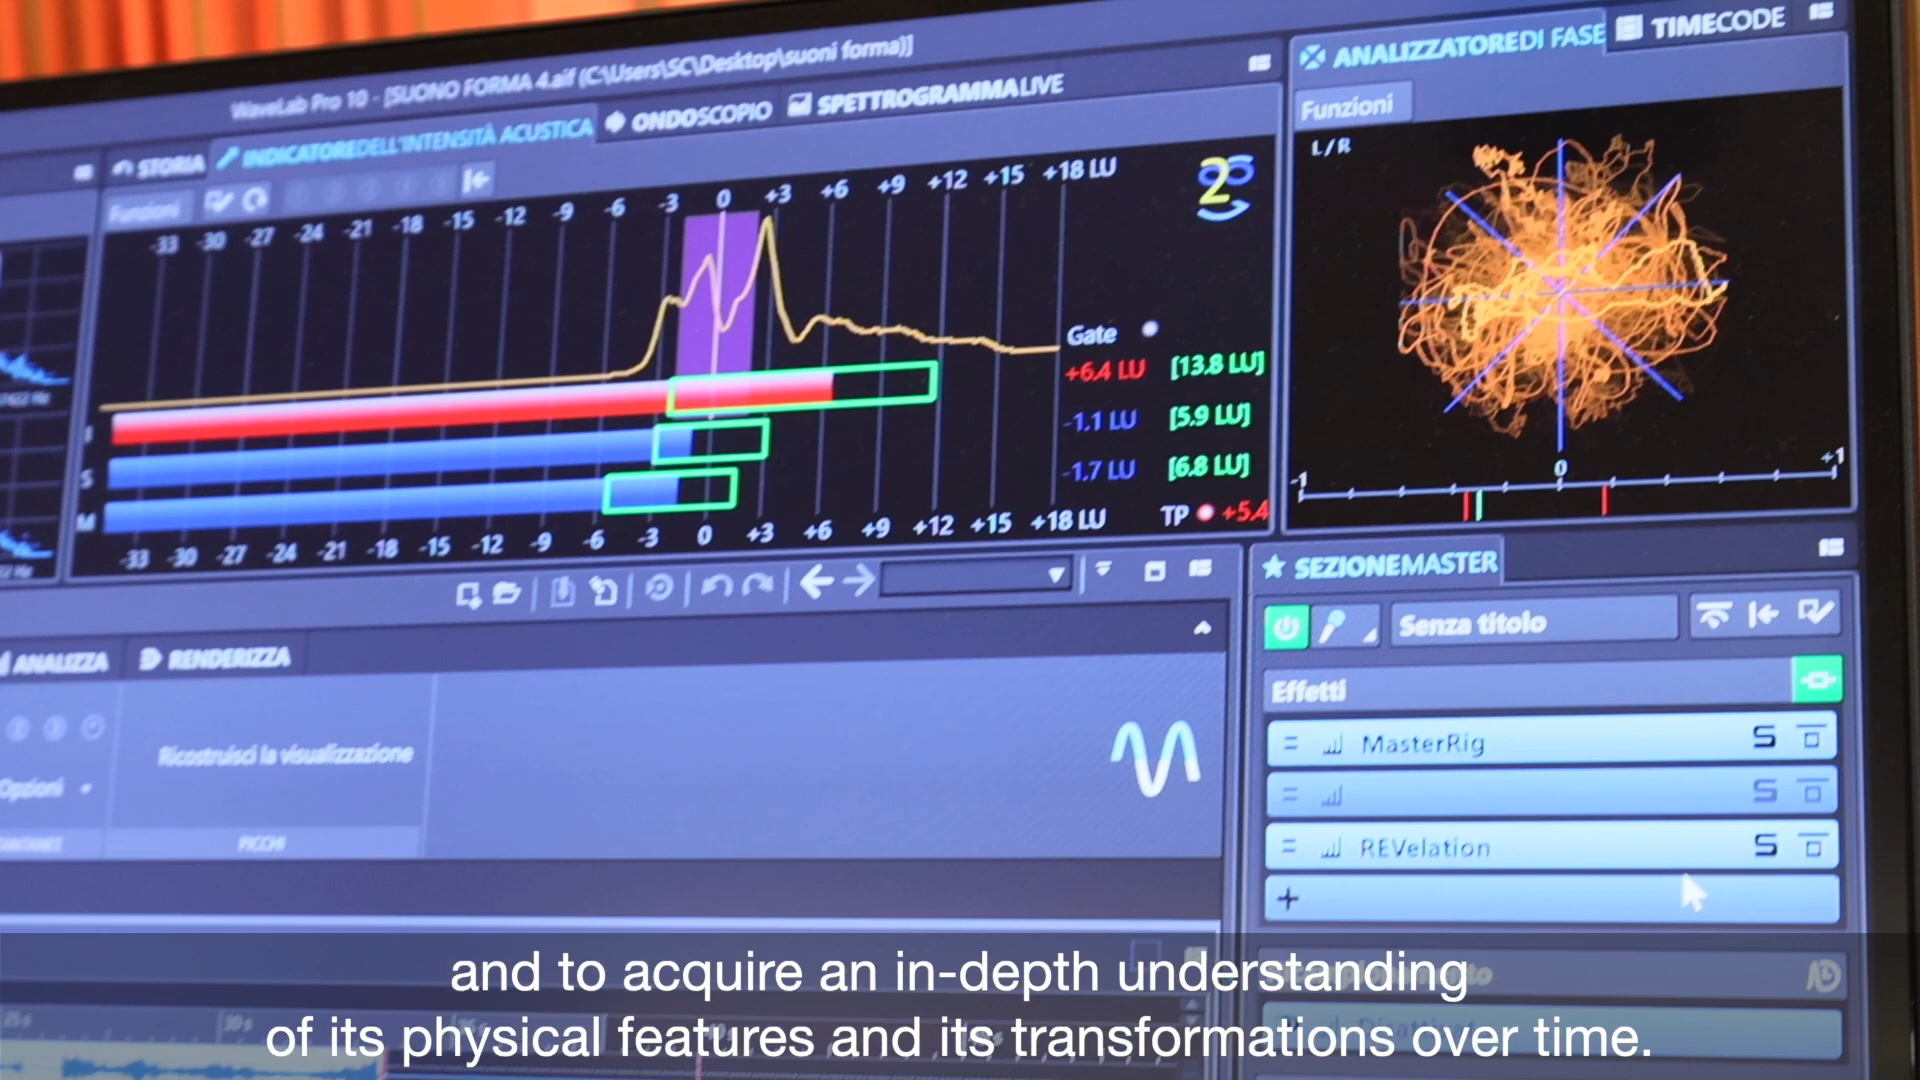 WaveLab Pro 10 - [SUONO FORMA 4.aif (C:\Users\SC\Desktop\suoni forma)]
STORIA
INDICATOREDELL'INTENSITÀ ACUSTICA
ONDOSCOPIO
SPETTROGRAMMALIVE
Funzioni
-33 -30 -27 -24 -21 -18 -15 -12 -9 -6 -3 0 +3 +6 +9 +12 +15 +18 LU
Gate
+6.4 LU [13.8 LU]
I
-1.1 LU [5.9 LU]
S
-1.7 LU [6.8 LU]
M
TP +5.4
-33 -30 -27 -24 -21 -18 -15 -12 -9 -6 -3 0 +3 +6 +9 +12 +15 +18 LU
ANALIZZATOREDI FASE
TIMECODE
Funzioni
L/R
-1 0 +1
ANALIZZA
RENDERIZZA
Ricostruisci la visualizzazione
Opzioni
PICCHI
SEZIONEMASTER
Senza titolo
Effetti
MasterRig S
S
REVelation S
+
30s
and to acquire an in-depth understanding
of its physical features and its transformations over time.